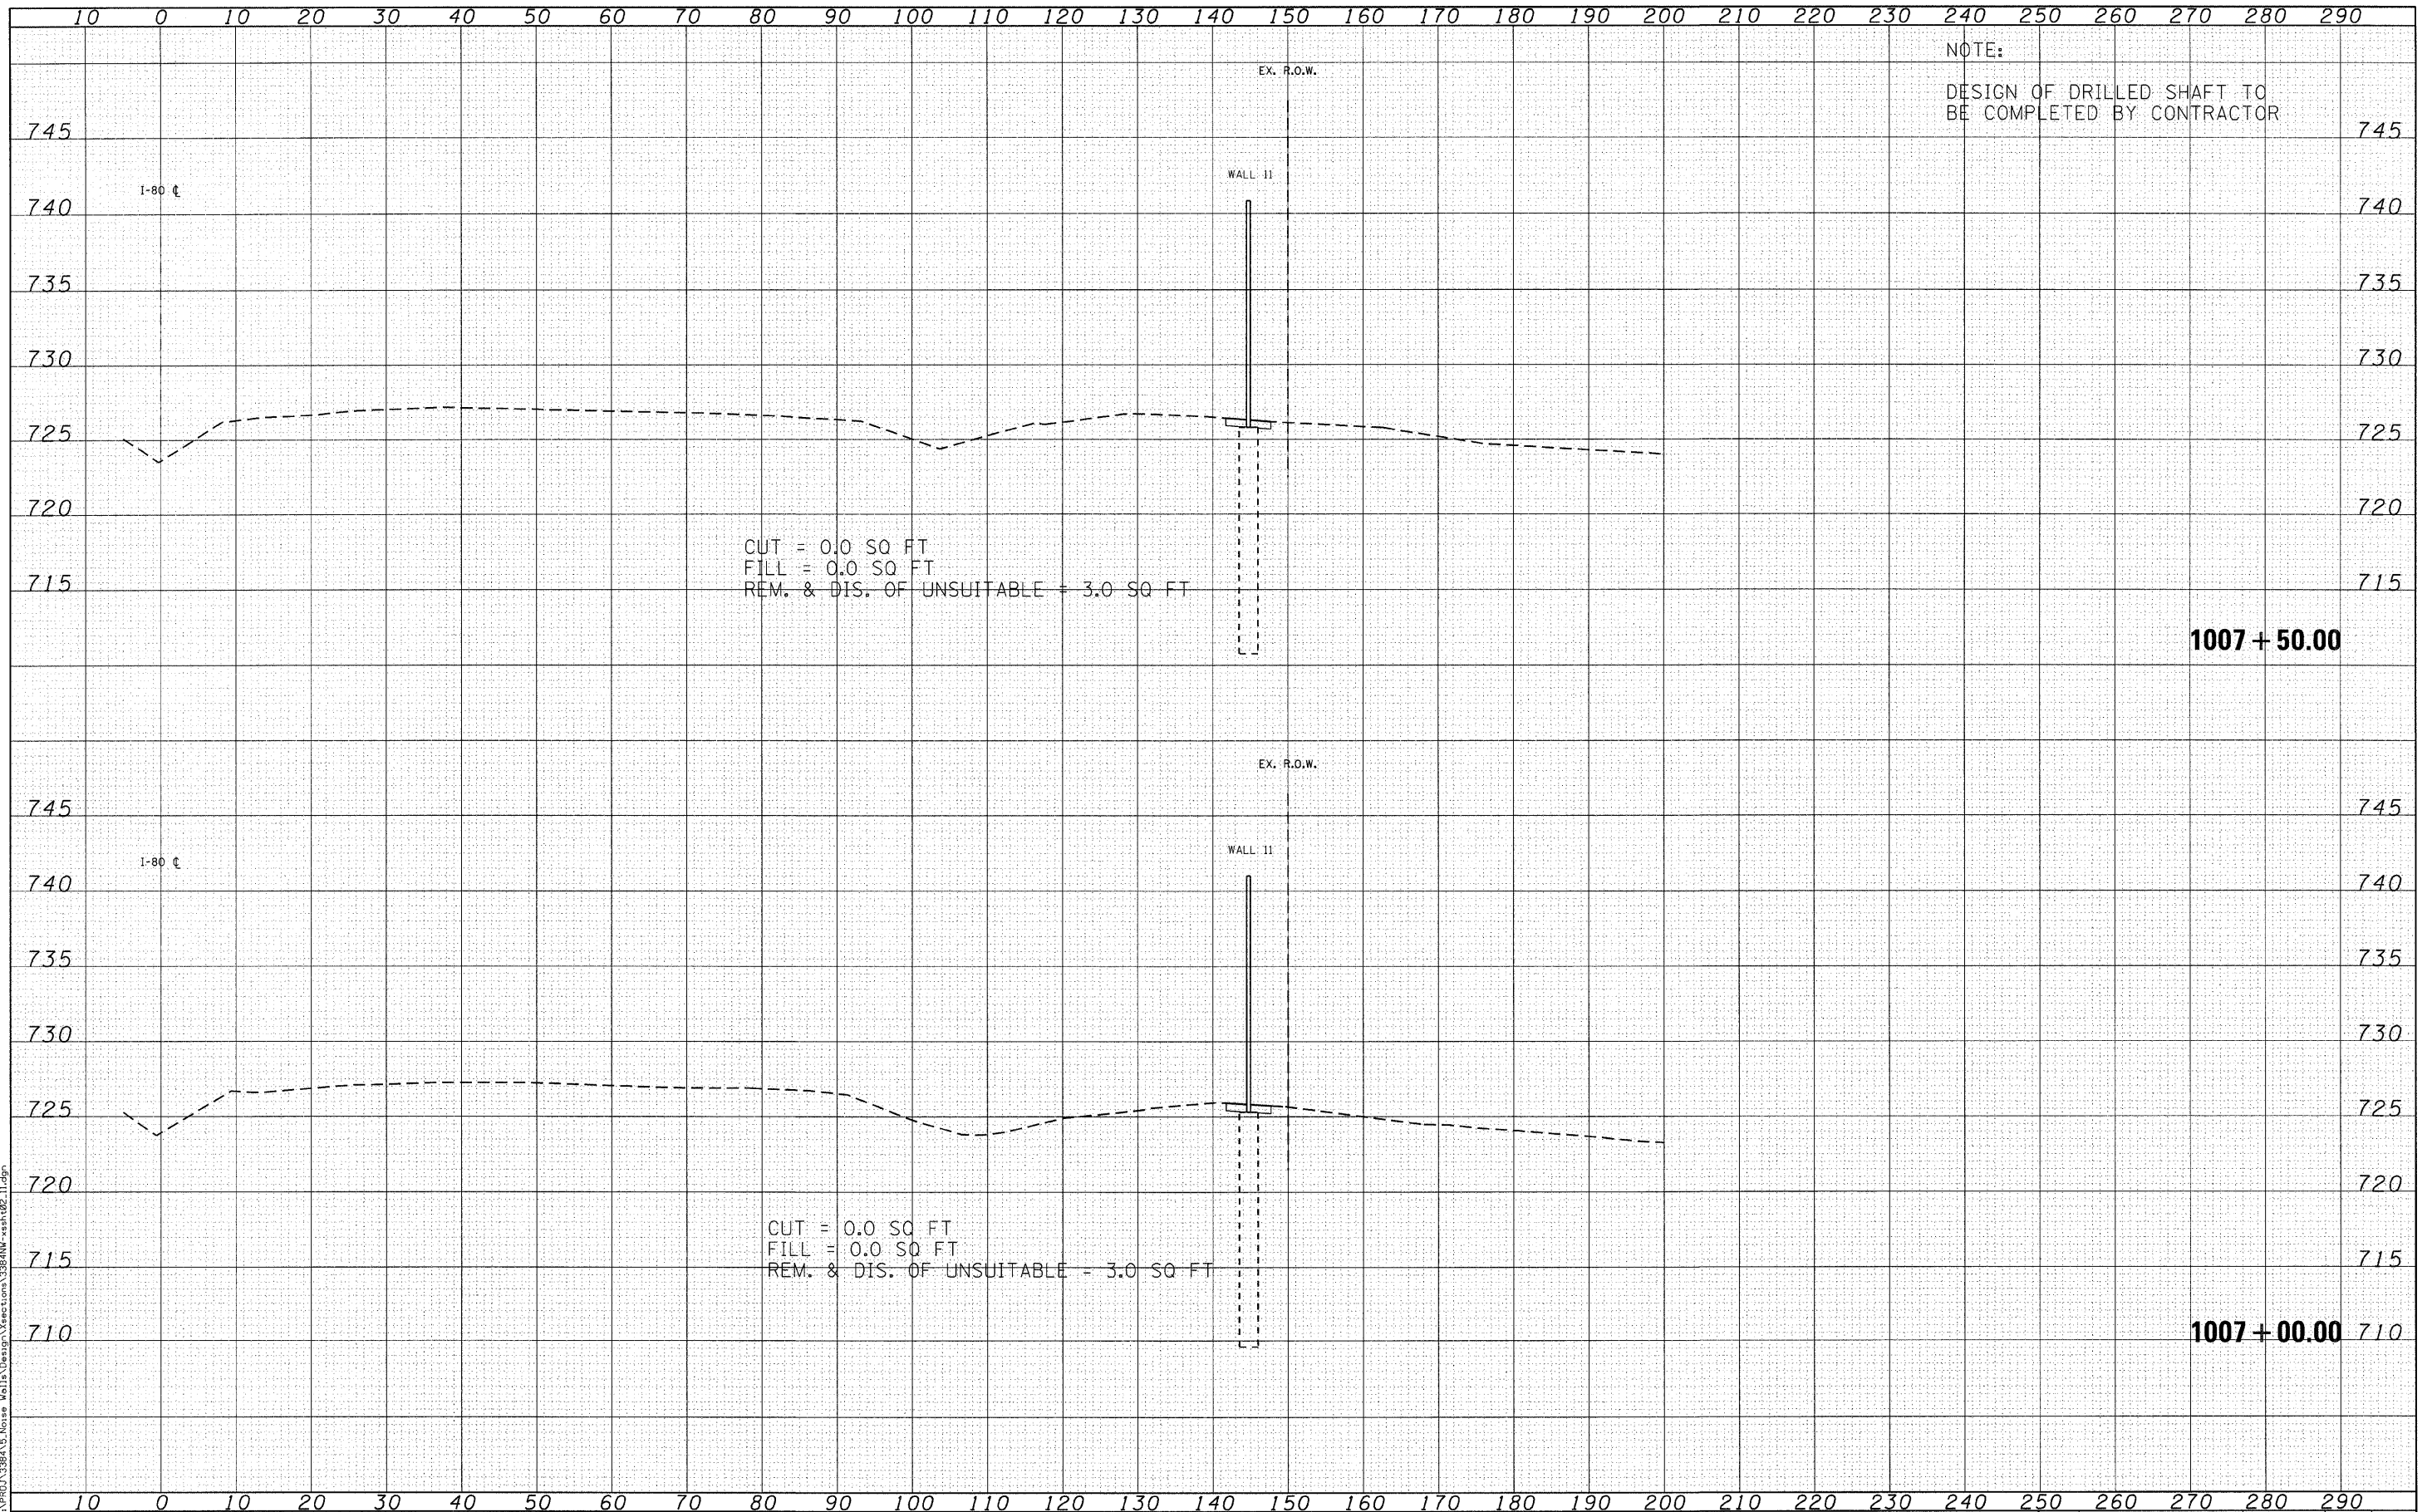 10 0 10 20 30 40 50 60 70 80 90 100 110 120 130 140 150 160 170 180 190 200 210 220 230 240 250 260 270 280 290
NOTE:
DESIGN OF DRILLED SHAFT TO
BE COMPLETED BY CONTRACTOR
EX. R.O.W.
745 745
WALL 11
I-80 ℄
740 740
735 735
730 730
725 725
720 720
CUT = 0.0 SQ FT
FILL = 0.0 SQ FT
REM. & DIS. OF UNSUITABLE = 3.0 SQ FT
715 715
1007+50.00
EX. R.O.W.
745 745
WALL 11
I-80 ℄
740 740
735 735
730 730
725 725
720 720
CUT = 0.0 SQ FT
FILL = 0.0 SQ FT
REM. & DIS. OF UNSUITABLE = 3.0 SQ FT
715 715
710 1007+00.00 710
10 0 10 20 30 40 50 60 70 80 90 100 110 120 130 140 150 160 170 180 190 200 210 220 230 240 250 260 270 280 290